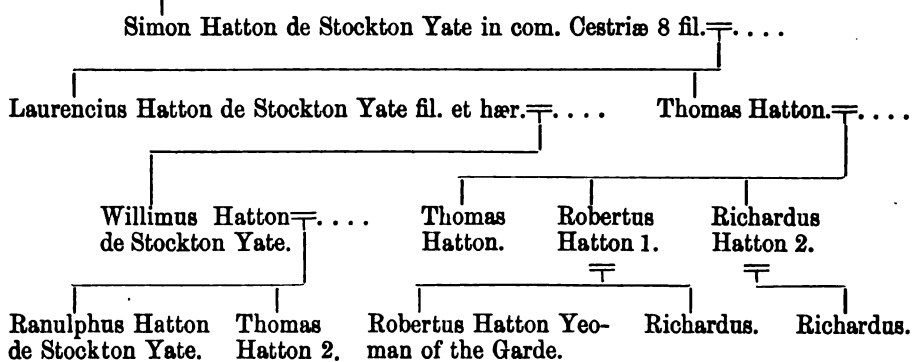 Simon Hatton de Stockton Yate in com. Cestriæ 8 fil.=....
Laurencius Hatton de Stockton Yate fil. et hær.=.... Thomas Hatton.=....
Willimus Hatton=.... Thomas Robertus Richardus
de Stockton Yate. Hatton. Hatton 1. Hatton 2.
Ranulphus Hatton Thomas Robertus Hatton Yeo- Richardus. Richardus.
de Stockton Yate. Hatton 2. man of the Garde.